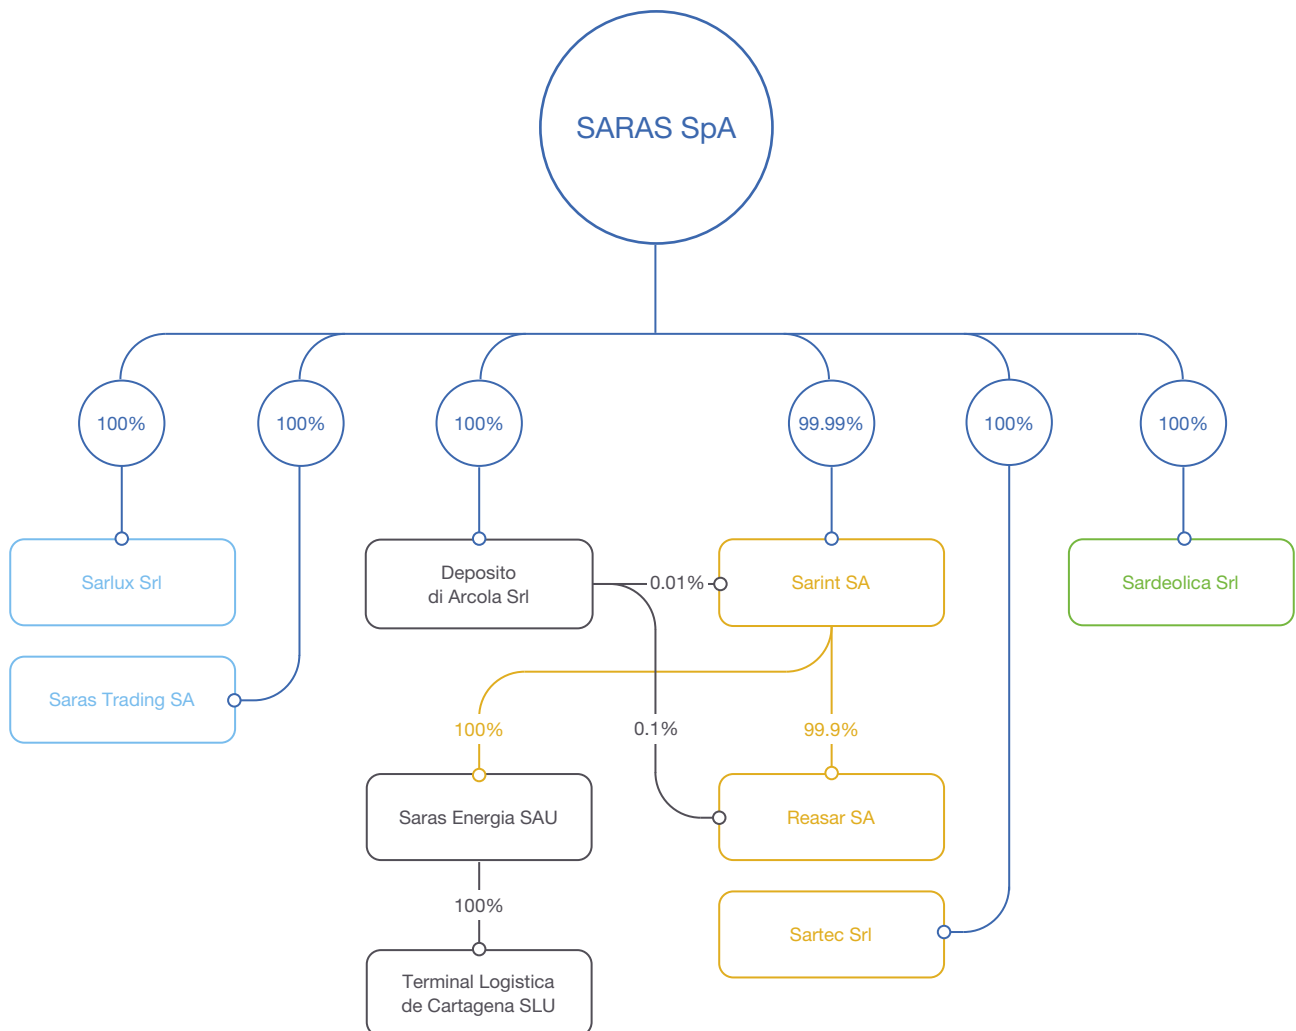 SARAS SpA
100%
100%
100%
99.99%
100%
100%
Sarlux Srl
Deposito
di Arcola Srl
0.01%
Sarint SA
Sardeolica Srl
Saras Trading SA
100%
0.1%
99.9%
Saras Energia SAU
Reasar SA
100%
Sartec Srl
Terminal Logistica
de Cartagena SLU